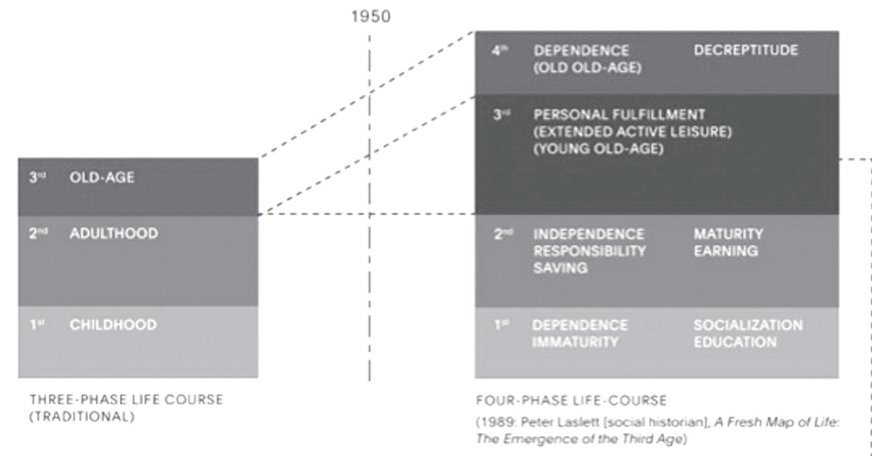 1950
3rd OLD-AGE
2nd ADULTHOOD
1st CHILDHOOD
THREE-PHASE LIFE COURSE
(TRADITIONAL)
4th DEPENDENCE DECREPTITUDE
(OLD OLD-AGE)
3rd PERSONAL FULFILLMENT
(EXTENDED ACTIVE LEISURE)
(YOUNG OLD-AGE)
2nd INDEPENDENCE MATURITY
RESPONSIBILITY EARNING
SAVING
1st DEPENDENCE SOCIALIZATION
IMMATURITY EDUCATION
FOUR-PHASE LIFE-COURSE
(1989: Peter Laslett [social historian], A Fresh Map of Life:
The Emergence of the Third Age)